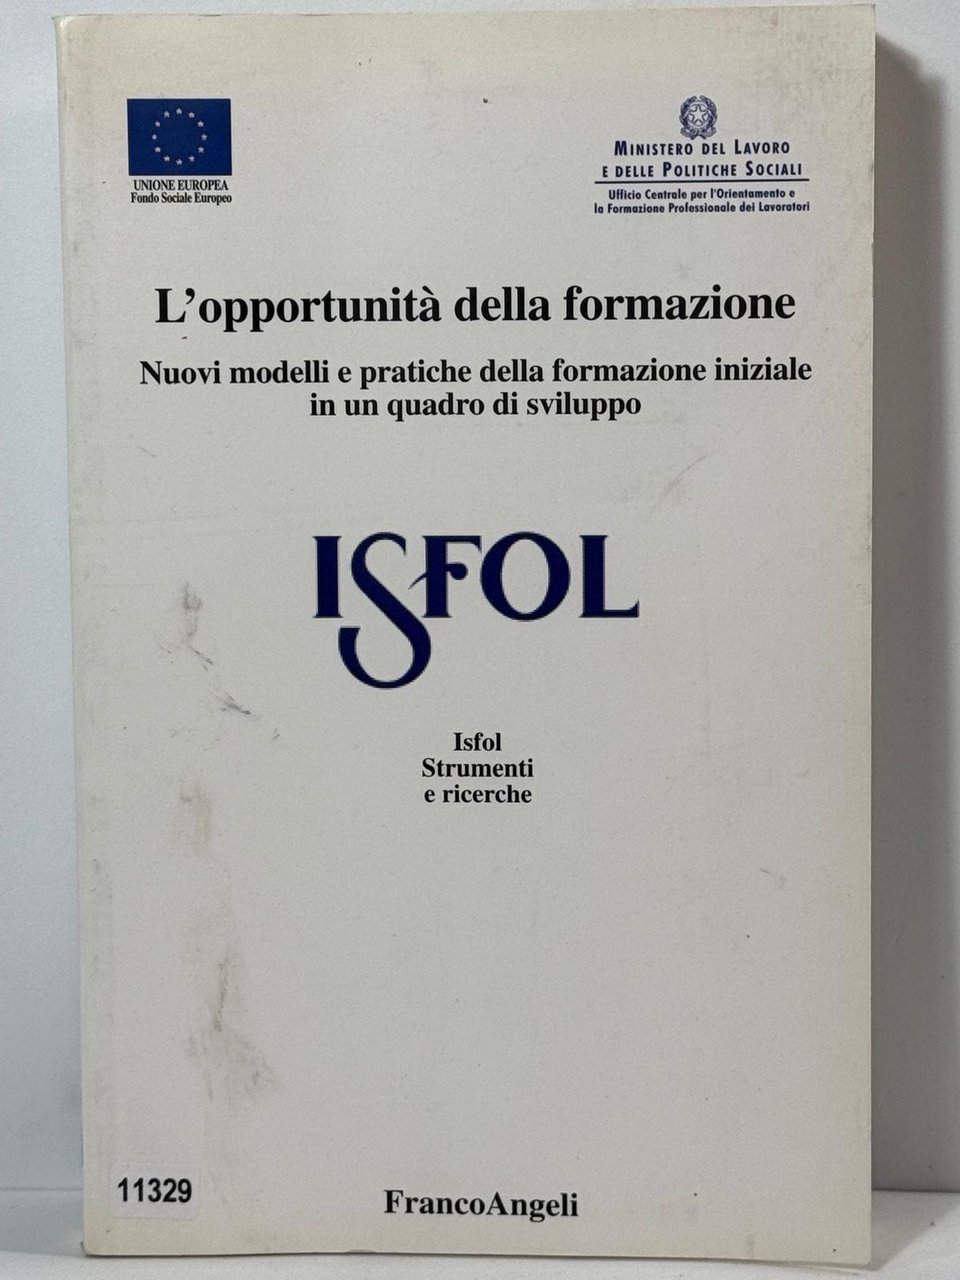 UNIONE EUROPEA
Fondo Sociale Europeo
MINISTERO DEL LAVORO
E DELLE POLITICHE SOCIALI
Ufficio Centrale per l'Orientamento e
la Formazione Professionale dei Lavoratori
L'opportunità della formazione
Nuovi modelli e pratiche della formazione iniziale
in un quadro di sviluppo
ISFOL
Isfol
Strumenti
e ricerche
11329
FrancoAngeli